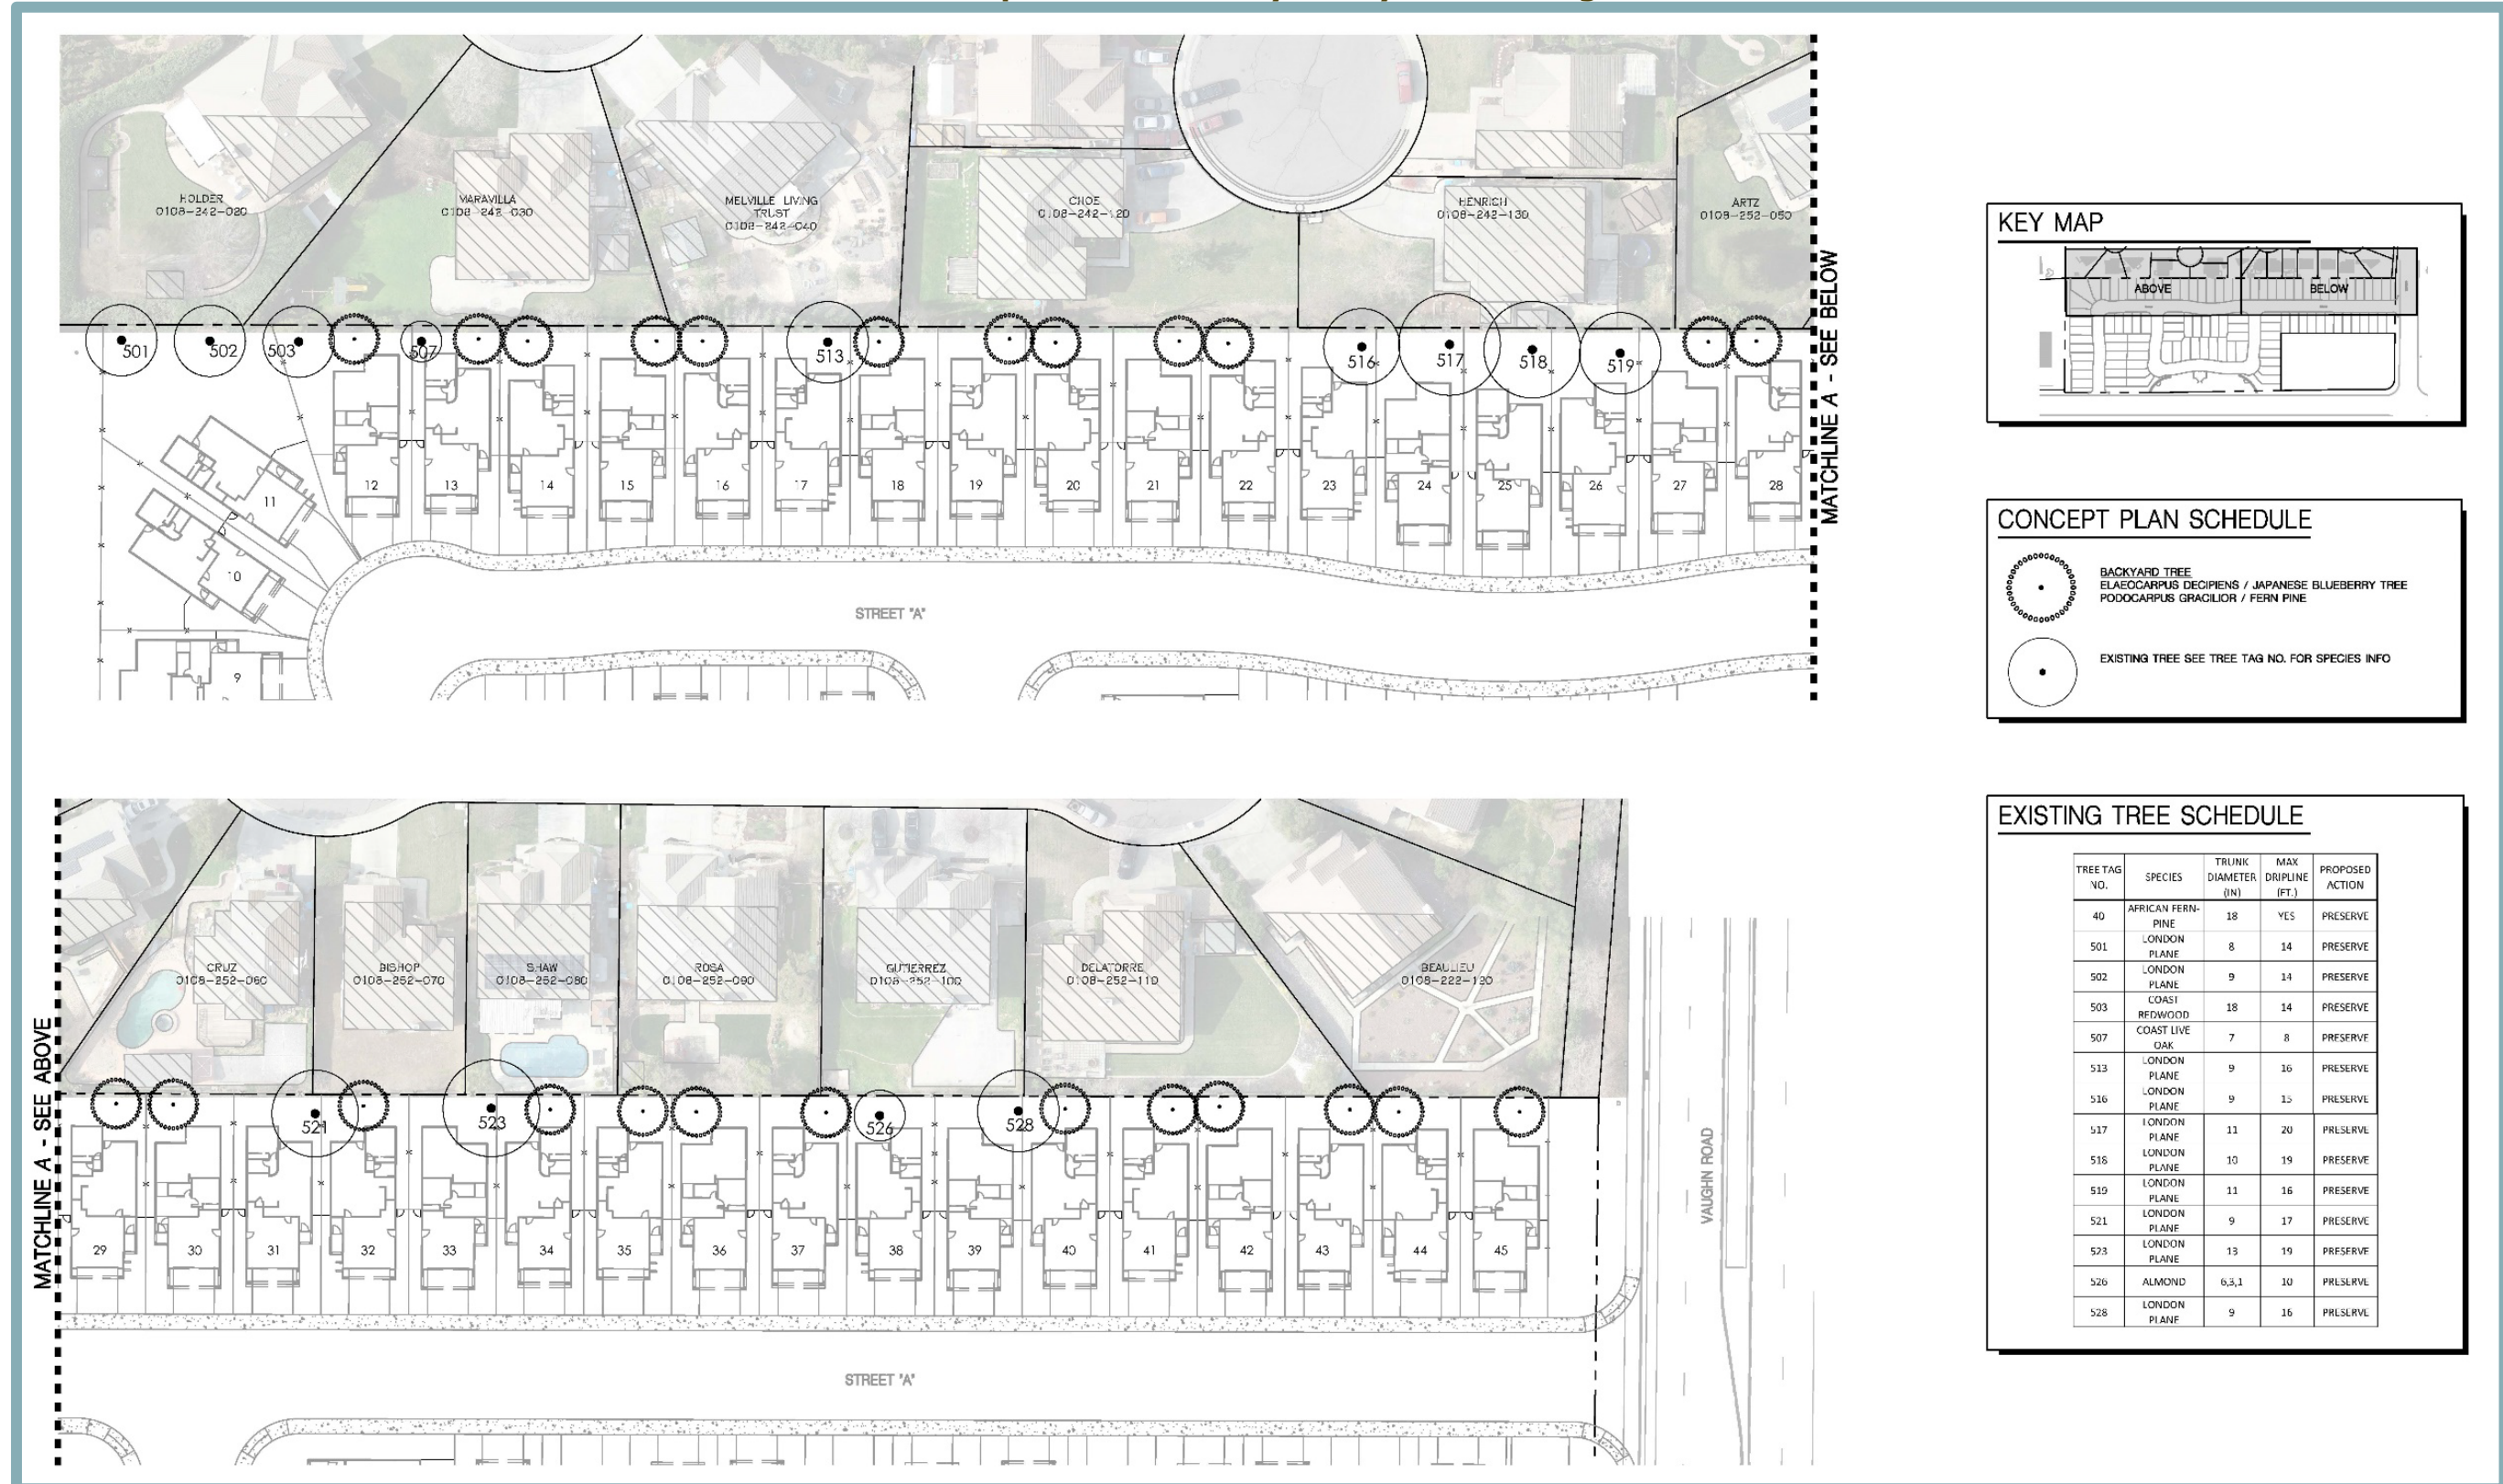 HOLDER
0108-242-020
MARAVILLA
0108-242-030
MELVILLE LIVING
TRUST
0108-242-040
CHOE
0108-242-120
HENRICH
0108-242-130
ARTZ
0108-252-050
501
502
503
507
513
516
517
518
519
12
13
14
15
16
17
18
19
20
21
22
23
24
25
26
27
28
11
10
9
STREET "A"
MATCHLINE A - SEE BELOW
KEY MAP
ABOVE
BELOW
CONCEPT PLAN SCHEDULE
BACKYARD TREE
ELAEOCARPUS DECIPIENS / JAPANESE BLUEBERRY TREE
PODOCARPUS GRACILIOR / FERN PINE
EXISTING TREE SEE TREE TAG NO. FOR SPECIES INFO
MATCHLINE A - SEE ABOVE
CRUZ
0108-252-060
BISHOP
0108-252-070
SHAW
0108-252-080
ROSA
0108-252-090
GUTIERREZ
0108-252-100
DELATORRE
0108-252-110
BEAULIEU
0108-222-120
521
523
526
528
29
30
31
32
33
34
35
36
37
38
39
40
41
42
43
44
45
STREET "A"
VAUGHN ROAD
EXISTING TREE SCHEDULE
TREE TAG NO. SPECIES TRUNK DIAMETER (IN) MAX DRIPLINE (FT.) PROPOSED ACTION
40 AFRICAN FERN-PINE 18 YES PRESERVE
501 LONDON PLANE 8 14 PRESERVE
502 LONDON PLANE 9 14 PRESERVE
503 COAST REDWOOD 18 14 PRESERVE
507 COAST LIVE OAK 7 8 PRESERVE
513 LONDON PLANE 9 16 PRESERVE
516 LONDON PLANE 9 15 PRESERVE
517 LONDON PLANE 11 20 PRESERVE
518 LONDON PLANE 10 19 PRESERVE
519 LONDON PLANE 11 16 PRESERVE
521 LONDON PLANE 9 17 PRESERVE
523 LONDON PLANE 13 19 PRESERVE
526 ALMOND 6,3,1 10 PRESERVE
528 LONDON PLANE 9 16 PRESERVE